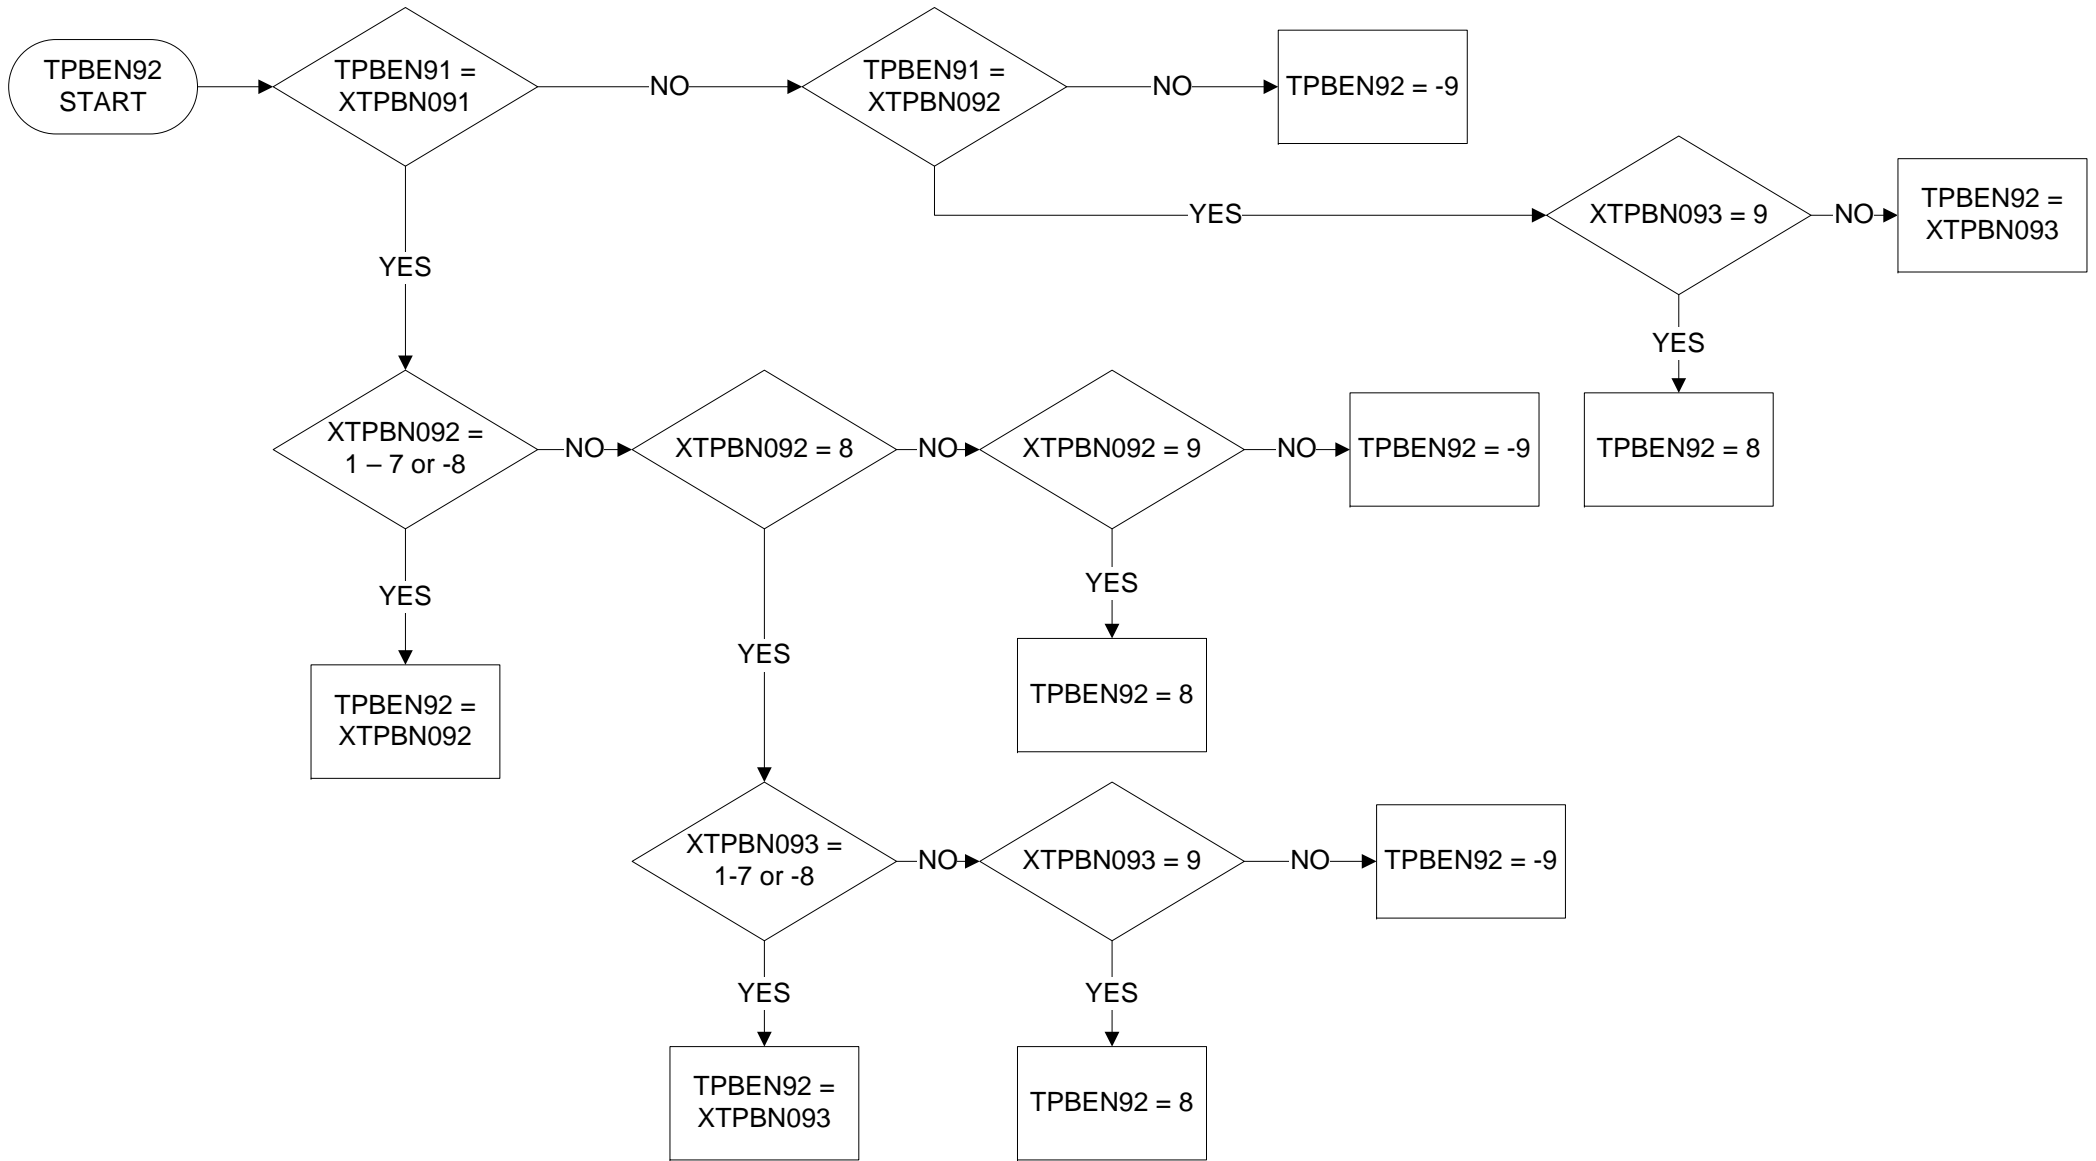 TPBEN92
START
TPBEN91 =
XTPBN091
NO
TPBEN91 =
XTPBN092
NO
TPBEN92 = -9
YES
XTPBN093 = 9
NO
TPBEN92 =
XTPBN093
YES
TPBEN92 = 8
YES
XTPBN092 =
1 – 7 or -8
NO
XTPBN092 = 8
NO
XTPBN092 = 9
NO
TPBEN92 = -9
YES
TPBEN92 =
XTPBN092
YES
TPBEN92 = 8
YES
XTPBN093 =
1-7 or -8
NO
XTPBN093 = 9
NO
TPBEN92 = -9
YES
TPBEN92 =
XTPBN093
YES
TPBEN92 = 8